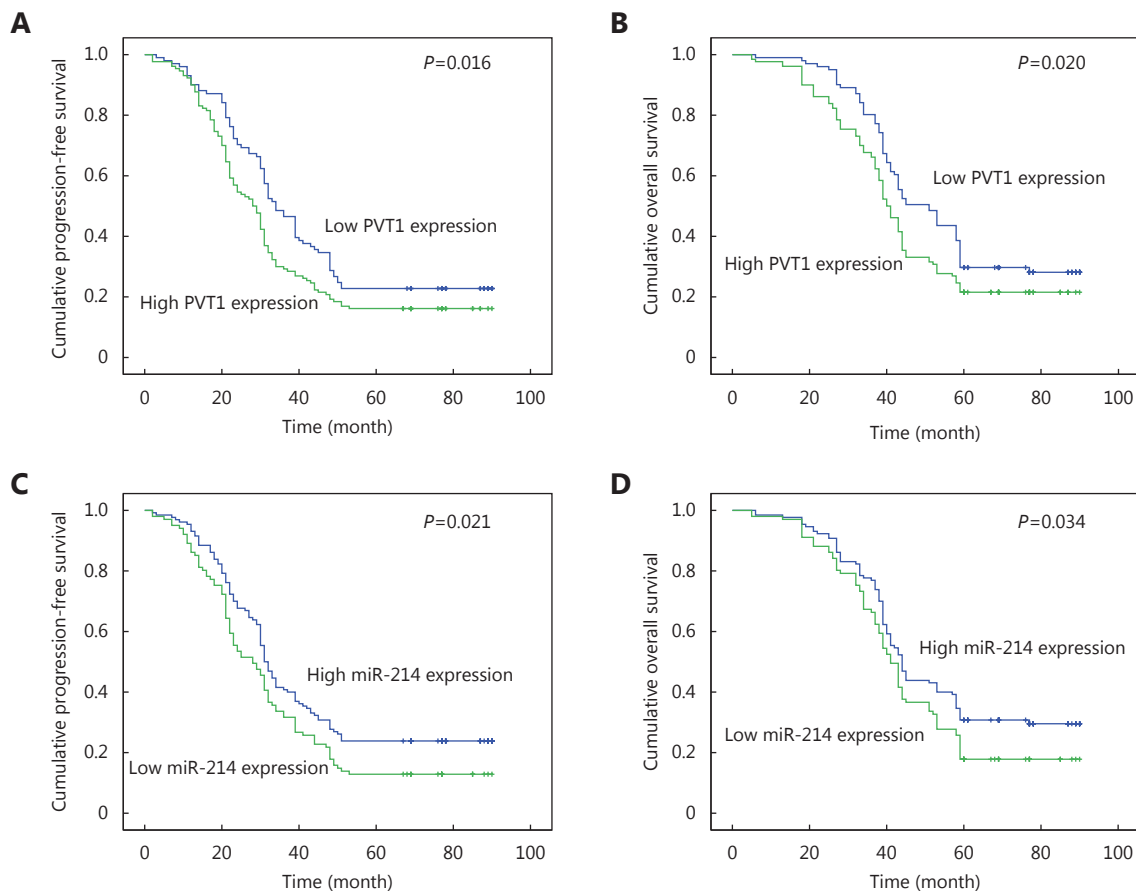 A
P=0.016
1.0
0.8
0.6
0.4
0.2
0
Cumulative progression-free survival
Low PVT1 expression
High PVT1 expression
0 20 40 60 80 100
Time (month)
B
P=0.020
1.0
0.8
0.6
0.4
0.2
0
Cumulative overall survival
Low PVT1 expression
High PVT1 expression
0 20 40 60 80 100
Time (month)
C
P=0.021
1.0
0.8
0.6
0.4
0.2
0
Cumulative progression-free survival
High miR-214 expression
Low miR-214 expression
0 20 40 60 80 100
Time (month)
D
P=0.034
1.0
0.8
0.6
0.4
0.2
0
Cumulative overall survival
High miR-214 expression
Low miR-214 expression
0 20 40 60 80 100
Time (month)